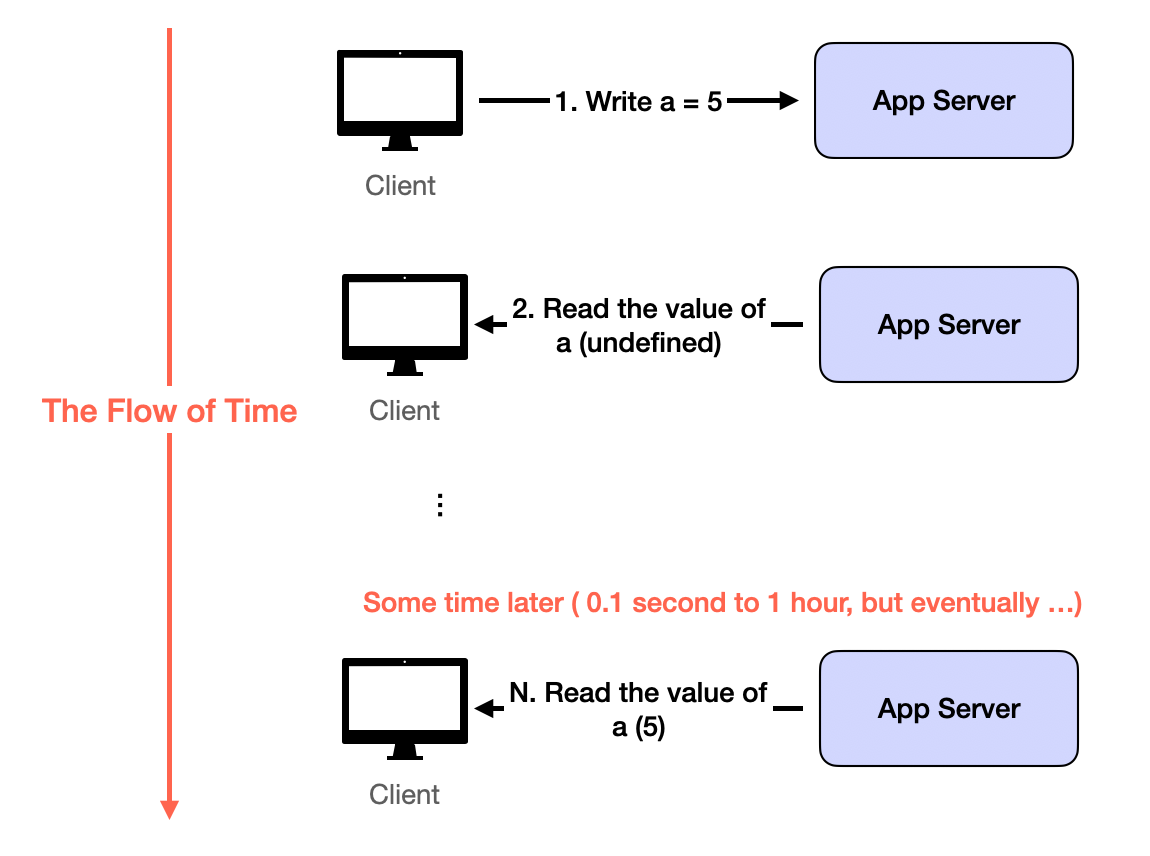 1. Write a = 5
App Server
Client
2. Read the value of
a (undefined)
App Server
Client
The Flow of Time
Some time later ( 0.1 second to 1 hour, but eventually …)
N. Read the value of
a (5)
App Server
Client